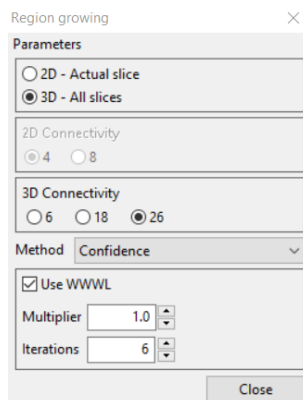 Region growing
Parameters
2D - Actual slice
3D - All slices
2D Connectivity
4 8
3D Connectivity
6 18 26
Method Confidence
Use WWWL
Multiplier 1.0
Iterations 6
Close